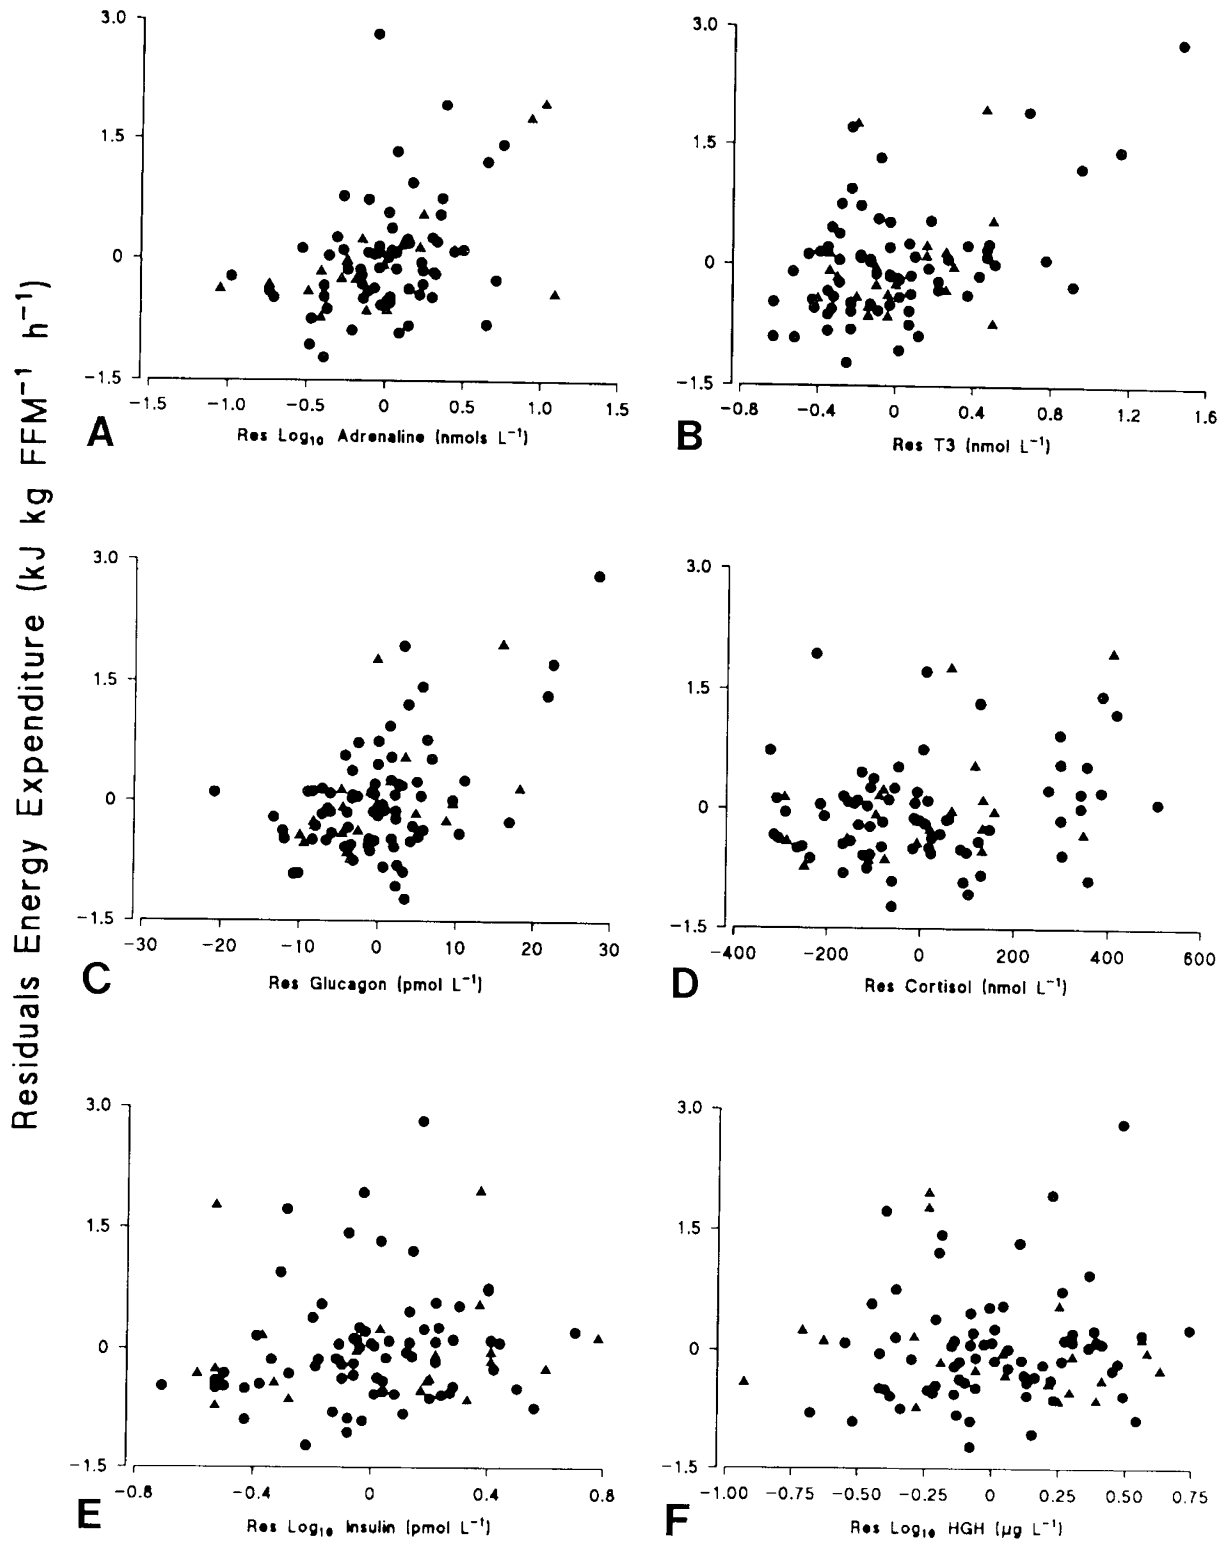 Residuals Energy Expenditure (kJ kg FFM⁻¹ h⁻¹)
3.0
1.5
0
−1.5
−1.5 −1.0 −0.5 0 0.5 1.0 1.5
A
Res Log₁₀ Adrenaline (nmols L⁻¹)
3.0
1.5
0
−1.5
−0.8 −0.4 0 0.4 0.8 1.2 1.6
B
Res T3 (nmol L⁻¹)
3.0
1.5
0
−1.5
−30 −20 −10 0 10 20 30
C
Res Glucagon (pmol L⁻¹)
3.0
1.5
0
−1.5
−400 −200 0 200 400 600
D
Res Cortisol (nmol L⁻¹)
3.0
1.5
0
−1.5
−0.8 −0.4 0 0.4 0.8
E
Res Log₁₀ Insulin (pmol L⁻¹)
3.0
1.5
0
−1.5
−1.00 −0.75 −0.50 −0.25 0 0.25 0.50 0.75
F
Res Log₁₀ HGH (µg L⁻¹)